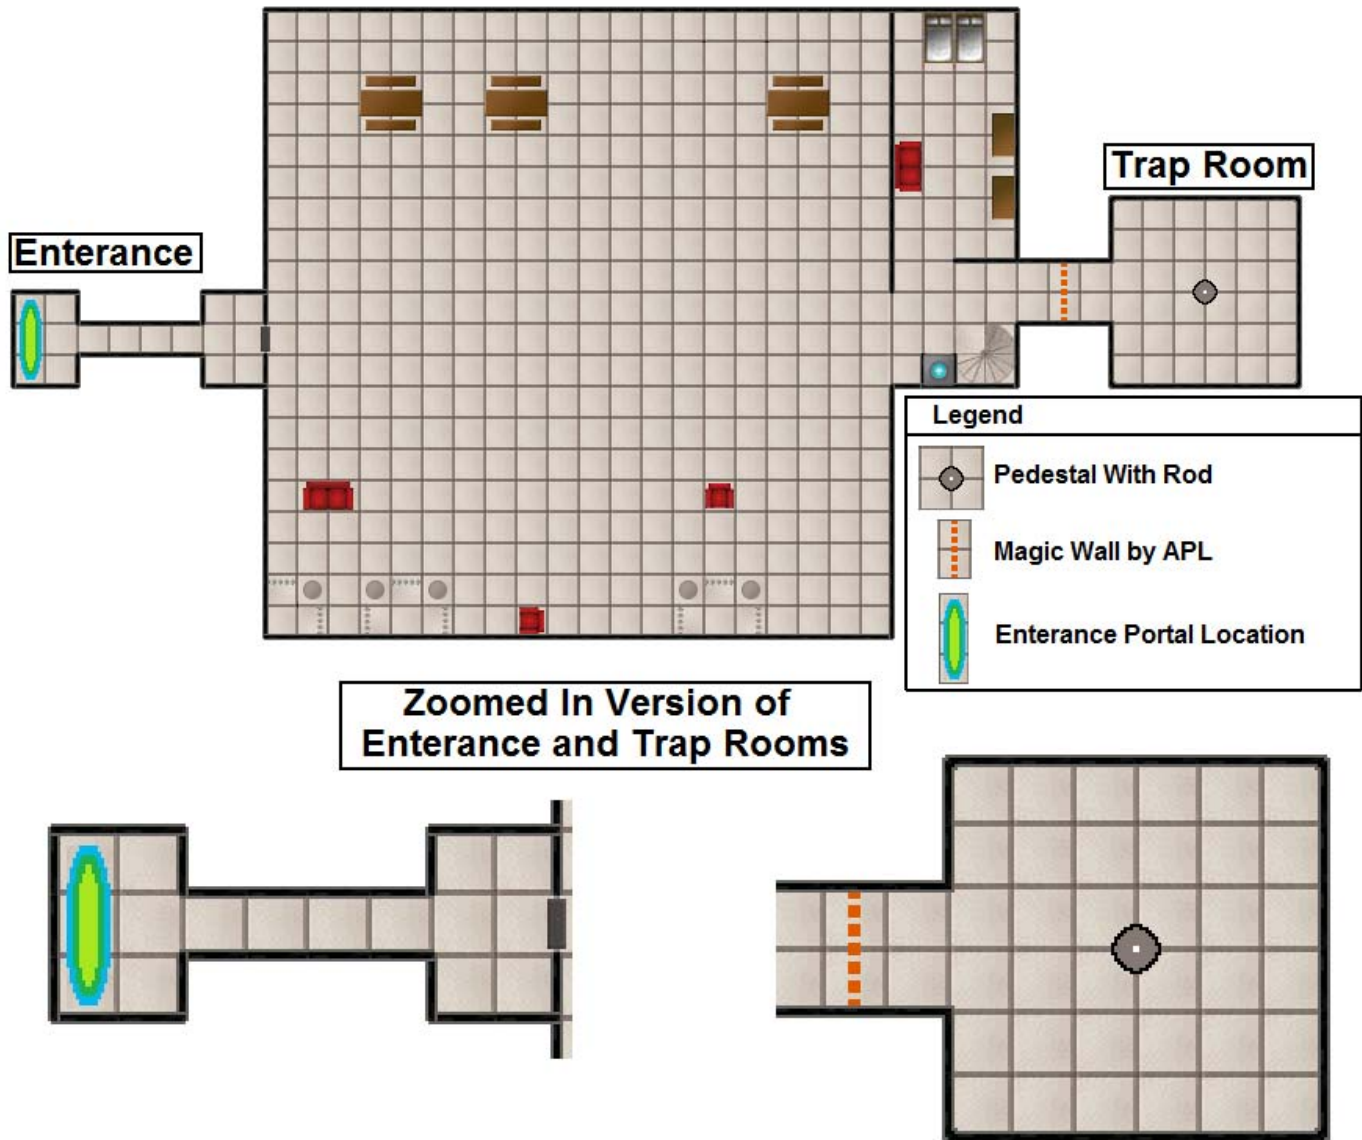 Trap Room
Enterance
Legend
Pedestal With Rod
Magic Wall by APL
Enterance Portal Location
Zoomed In Version of
Enterance and Trap Rooms